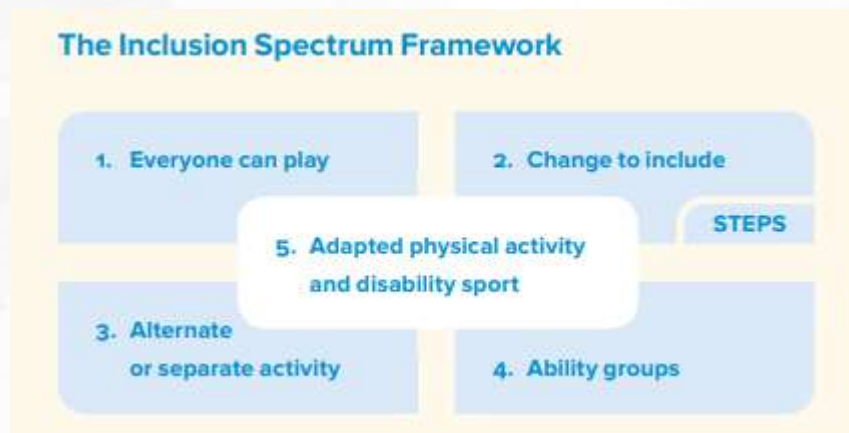 The Inclusion Spectrum Framework
1. Everyone can play
2. Change to include
STEPS
5. Adapted physical activity
and disability sport
3. Alternate
or separate activity
4. Ability groups